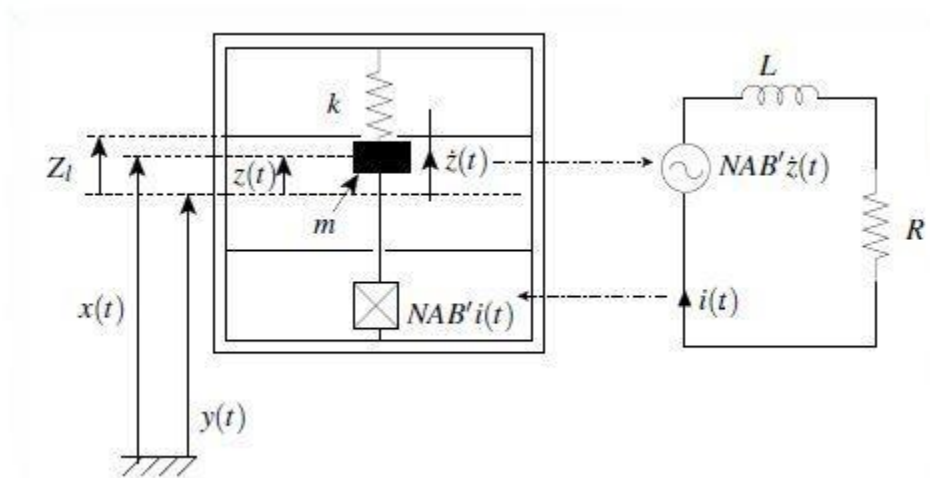 L
k
Z_l
z(t)
ż(t)
NAB′ż(t)
m
R
x(t)
NAB′i(t)
i(t)
y(t)